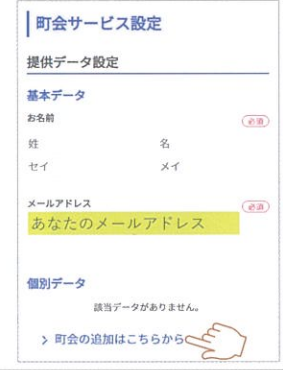 町会サービス設定
提供データ設定
基本データ
お名前 必須
姓 名
セイ メイ
メールアドレス 必須
あなたのメールアドレス
個別データ
該当データがありません。
> 町会の追加はこちらから